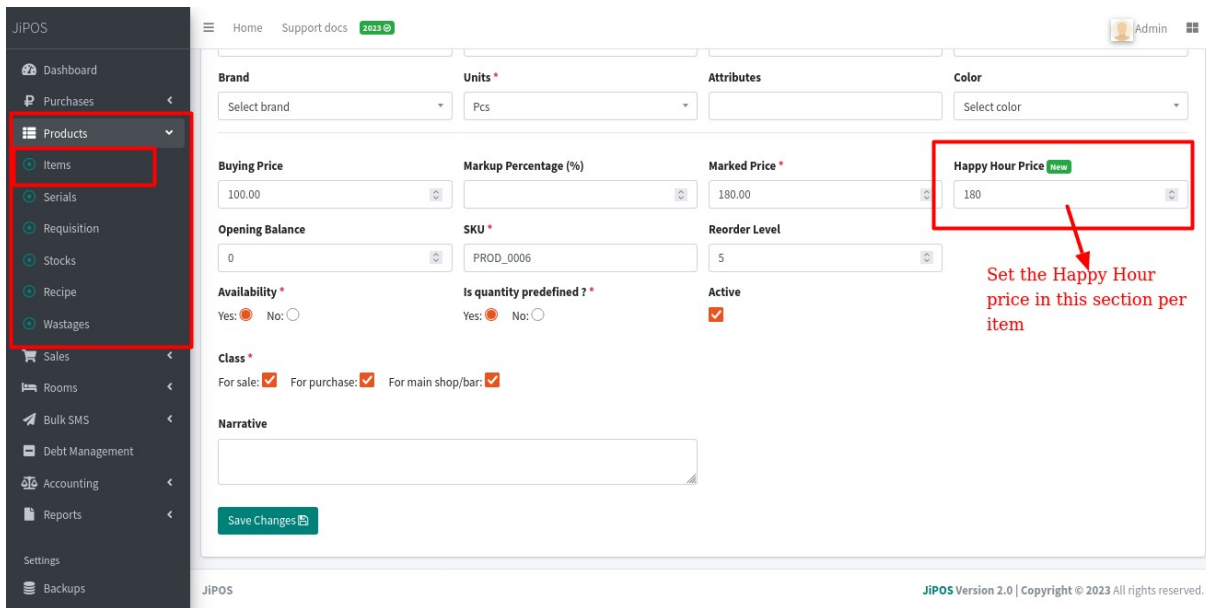 JiPOS
Home Support docs 2023
Admin
Dashboard
Purchases
Products
Items
Serials
Requisition
Stocks
Recipe
Wastages
Sales
Rooms
Bulk SMS
Debt Management
Accounting
Reports
Settings
Backups
Brand Units * Attributes Color
Select brand Pcs Select color
Buying Price Markup Percentage (%) Marked Price * Happy Hour Price New
100.00 180.00 180
Opening Balance SKU * Reorder Level
0 PROD_0006 5
Set the Happy Hour
price in this section per
item
Availability * Is quantity predefined ? * Active
Yes: No: Yes: No:
Class *
For sale: For purchase: For main shop/bar:
Narrative
Save Changes
JiPOS JiPOS Version 2.0 | Copyright © 2023 All rights reserved.